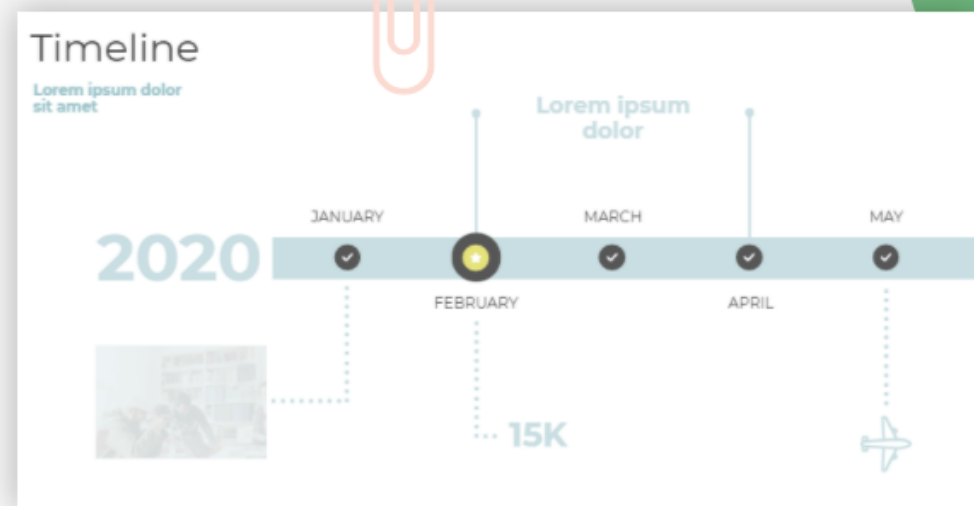 Timeline
Lorem ipsum dolor
sit amet
Lorem ipsum
dolor
JANUARY
MARCH
MAY
2020
FEBRUARY
APRIL
15K